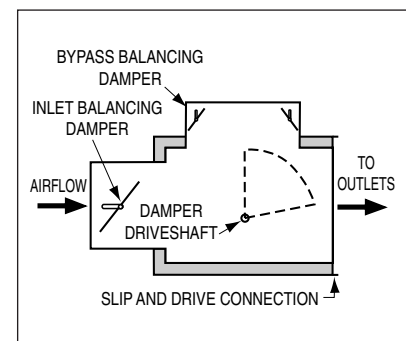 BYPASS BALANCING
DAMPER
INLET BALANCING
DAMPER
AIRFLOW
DAMPER
DRIVESHAFT
TO
OUTLETS
SLIP AND DRIVE CONNECTION